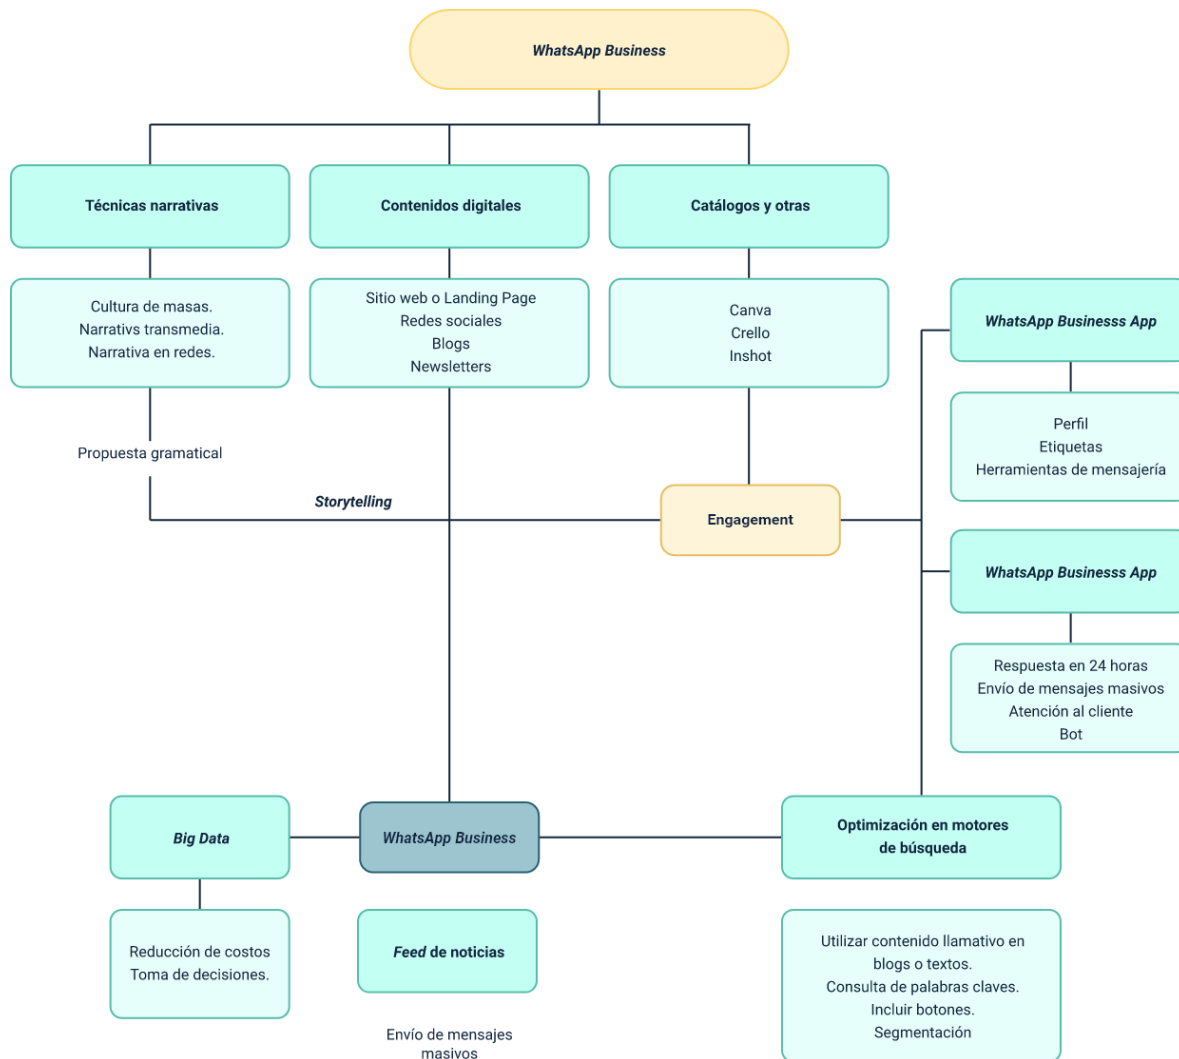 WhatsApp Business
Técnicas narrativas
Contenidos digitales
Catálogos y otras
Cultura de masas.
Narrativs transmedia.
Narrativa en redes.
Sitio web o Landing Page
Redes sociales
Blogs
Newsletters
Canva
Crello
Inshot
WhatsApp Businesss App
Perfil
Etiquetas
Herramientas de mensajería
Propuesta gramatical
Storytelling
Engagement
WhatsApp Businesss App
Respuesta en 24 horas
Envío de mensajes masivos
Atención al cliente
Bot
Big Data
WhatsApp Business
Optimización en motores
de búsqueda
Reducción de costos
Toma de decisiones.
Feed de noticias
Envío de mensajes
masivos
Utilizar contenido llamativo en
blogs o textos.
Consulta de palabras claves.
Incluir botones.
Segmentación